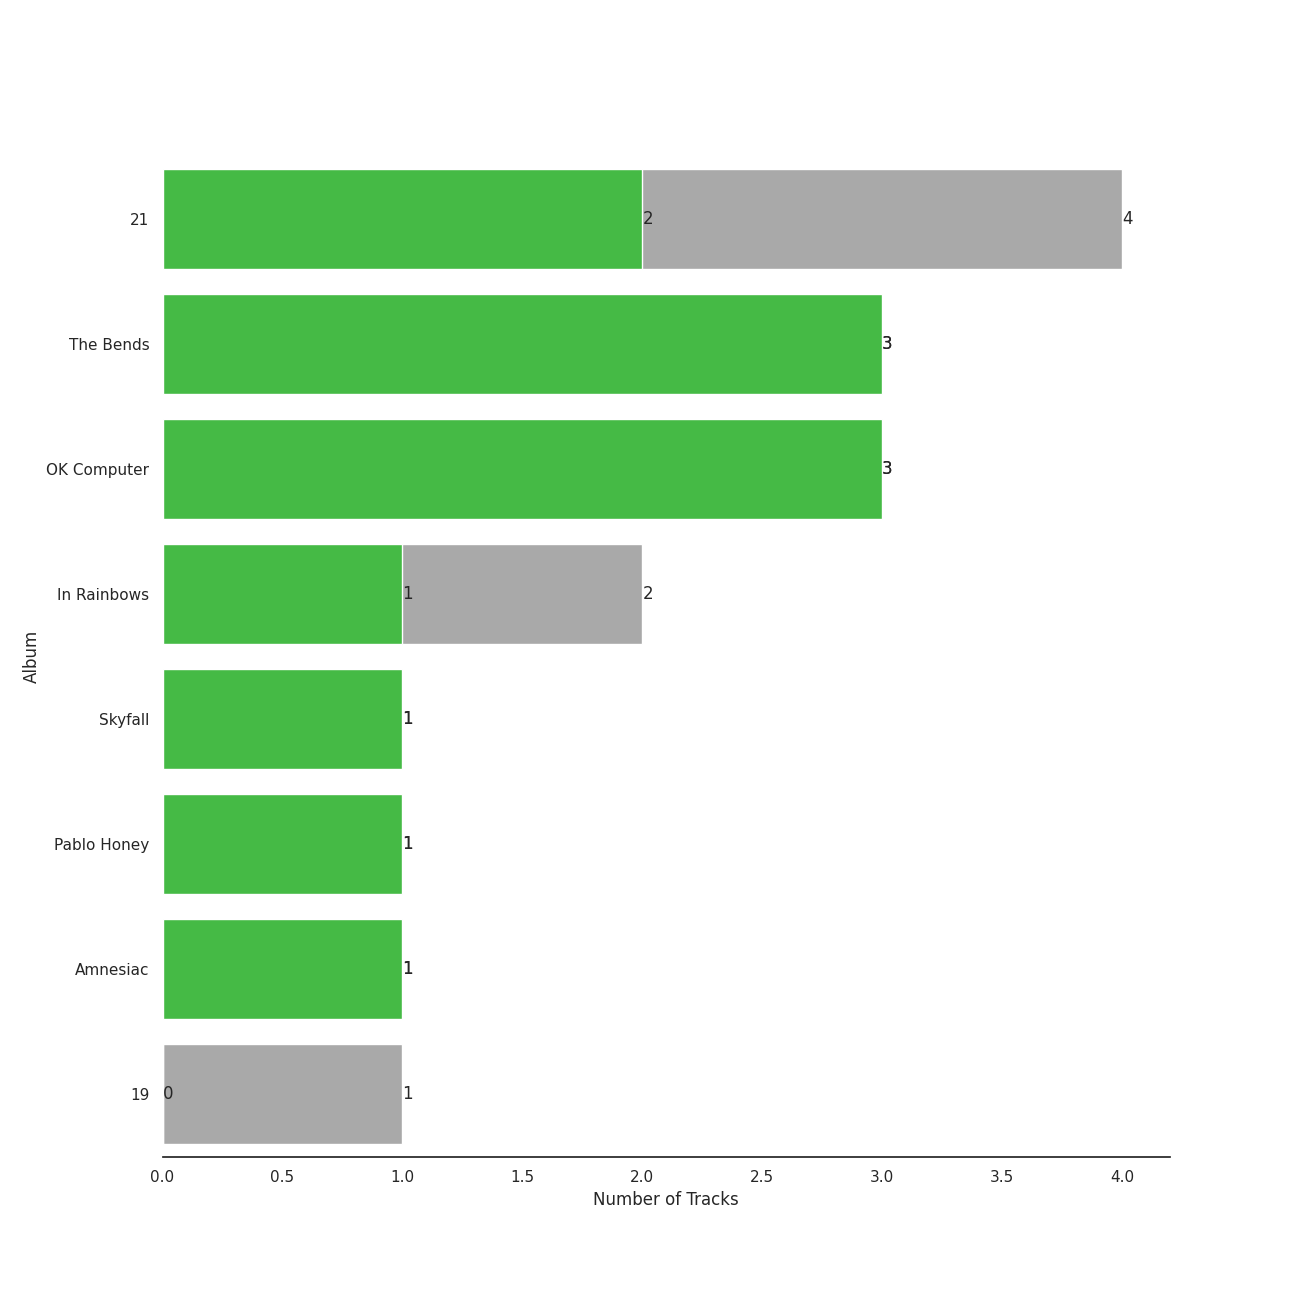 21 2 4
The Bends 3
OK Computer 3
In Rainbows 1 2
Skyfall 1
Pablo Honey 1
Amnesiac 1
19 0 1
Album
0.0 0.5 1.0 1.5 2.0 2.5 3.0 3.5 4.0
Number of Tracks